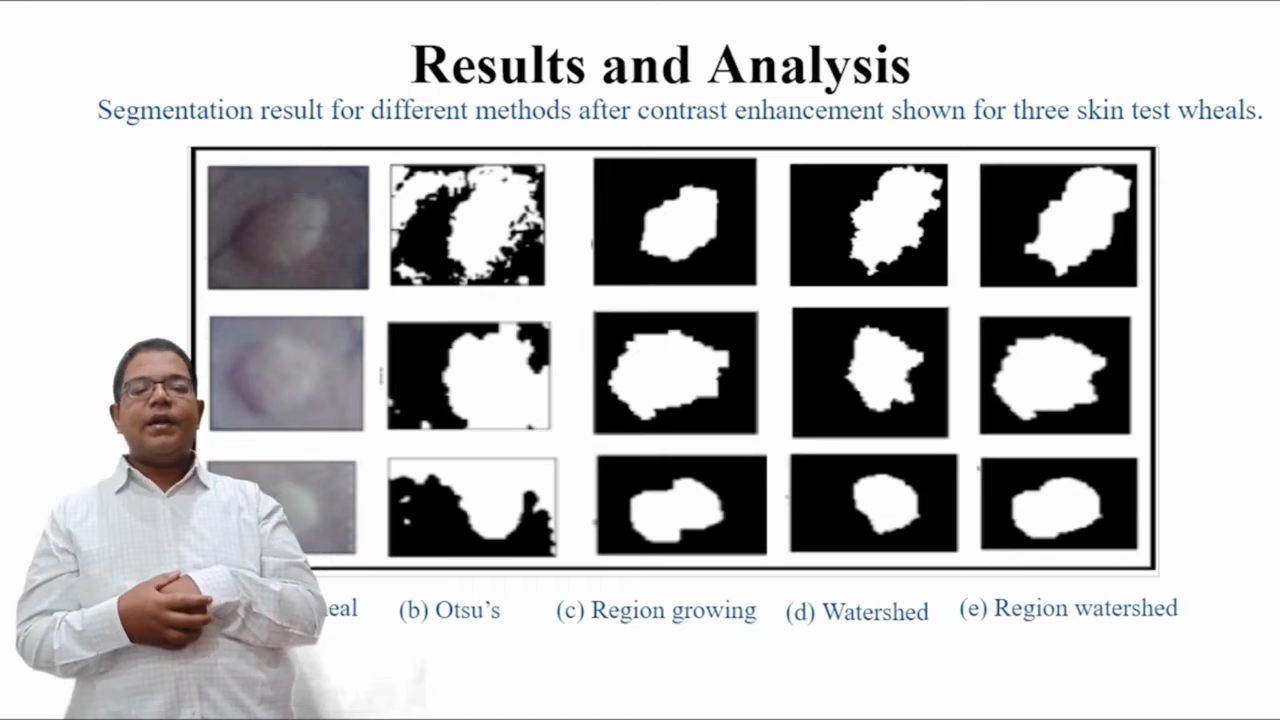 Results and Analysis
Segmentation result for different methods after contrast enhancement shown for three skin test wheals.
(b) Otsu's
(c) Region growing
(d) Watershed
(e) Region watershed